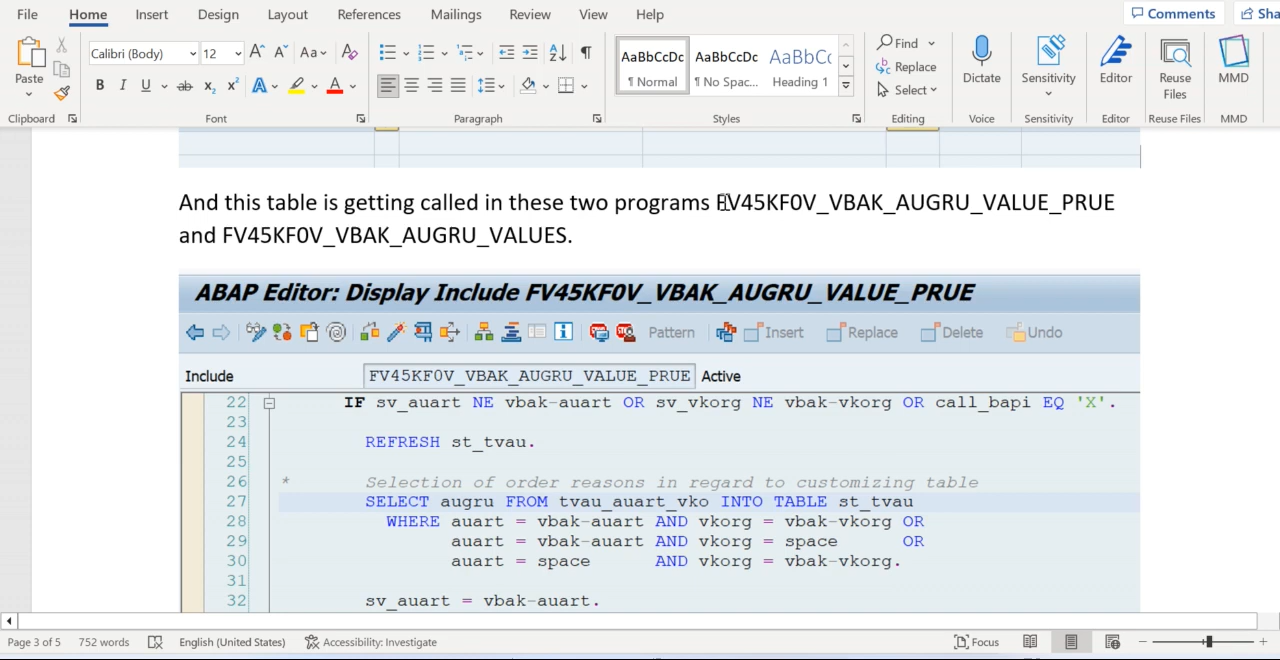 File Home Insert Design Layout References Mailings Review View Help Comments Sha
Paste
Calibri (Body) 12 A A Aa A
B I U ab x2 x2 A A
AaBbCcDc AaBbCcDc AaBbCc
¶ Normal ¶ No Spac... Heading 1
Find
Replace
Select
Dictate
Sensitivity
Editor
Reuse
Files
MMD
Clipboard Font Paragraph Styles Editing Voice Sensitivity Editor Reuse Files MMD
And this table is getting called in these two programs FV45KF0V_VBAK_AUGRU_VALUE_PRUE
and FV45KF0V_VBAK_AUGRU_VALUES.
ABAP Editor: Display Include FV45KF0V_VBAK_AUGRU_VALUE_PRUE
Pattern Insert Replace Delete Undo
Include FV45KF0V_VBAK_AUGRU_VALUE_PRUE Active
22 IF sv_auart NE vbak-auart OR sv_vkorg NE vbak-vkorg OR call_bapi EQ 'X'.
23
24 REFRESH st_tvau.
25
26 * Selection of order reasons in regard to customizing table
27 SELECT augru FROM tvau_auart_vko INTO TABLE st_tvau
28 WHERE auart = vbak-auart AND vkorg = vbak-vkorg OR
29 auart = vbak-auart AND vkorg = space OR
30 auart = space AND vkorg = vbak-vkorg.
31
32 sv_auart = vbak-auart.
Page 3 of 5 752 words English (United States) Accessibility: Investigate Focus